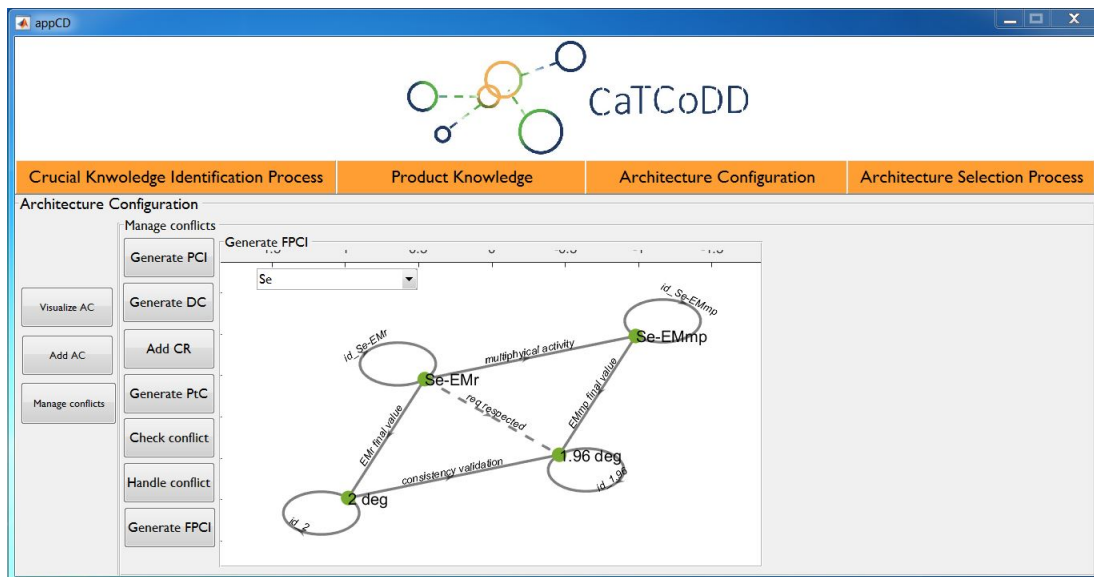 appCD
CaTCoDD
Crucial Knwoledge Identification Process
Product Knowledge
Architecture Configuration
Architecture Selection Process
Architecture Configuration
Manage conflicts
Generate PCI
Generate FPCI
Se
Generate DC
Visualize AC
Add CR
Add AC
Generate PtC
Manage conflicts
Check conflict
Handle conflict
Generate FPCI
id_Se-EMmp
id_Se-EMr
Se-EMmp
multiphyical activity
Se-EMr
req respected
EMmp final value
EMr final value
1.96 deg
consistency validation
id_1.96
2 deg
id_2